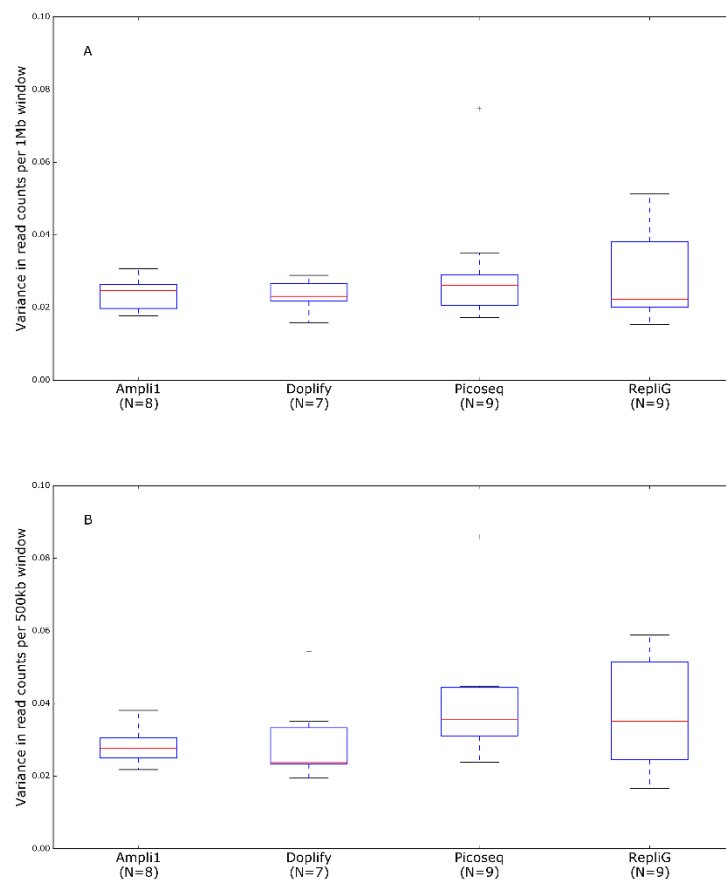 0.10
A
0.08
0.06
0.04
0.02
0.00
Variance in read counts per 1Mb window
Ampli1 Doplify Picoseq RepliG
(N=8) (N=7) (N=9) (N=9)
0.10
B
0.08
0.06
0.04
0.02
0.00
Variance in read counts per 500kb window
Ampli1 Doplify Picoseq RepliG
(N=8) (N=7) (N=9) (N=9)